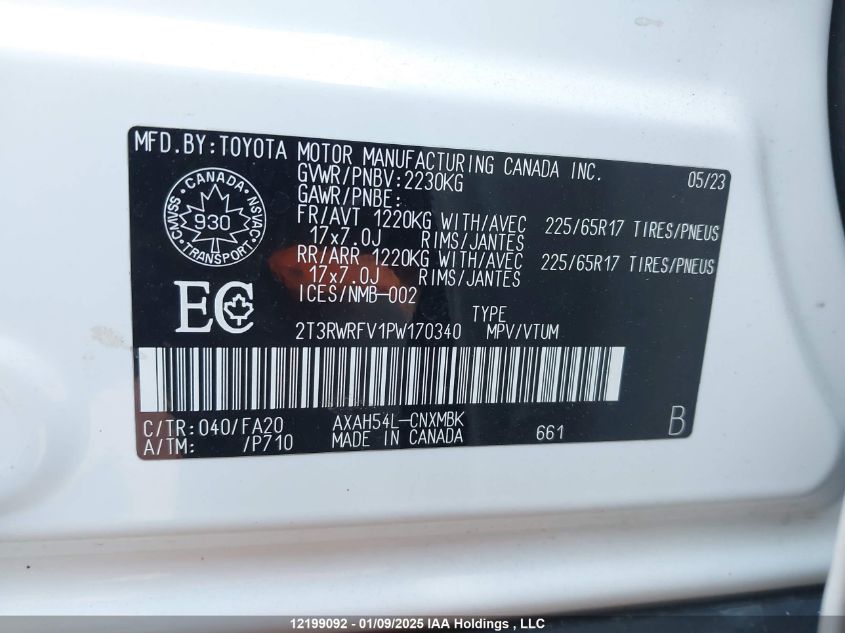 MFD.BY:TOYOTA MOTOR MANUFACTURING CANADA INC. 05/23
GVWR/PNBV:2230KG
GAWR/PNBE:
FR/AVT 1220KG WITH/AVEC 225/65R17 TIRES/PNEUS
17x7.0J RIMS/JANTES
RR/ARR 1220KG WITH/AVEC 225/65R17 TIRES/PNEUS
17x7.0J RIMS/JANTES
ICES/NMB-002
CANADA
CMVSS
930
NSVAC
TRANSPORT
EC
TYPE
2T3RWRFV1PW170340 MPV/VTUM
C/TR:040/FA20 AXAH54L-CNXMBK
A/TM: /P710 MADE IN CANADA 661 B
12199092 - 01/09/2025 IAA Holdings , LLC